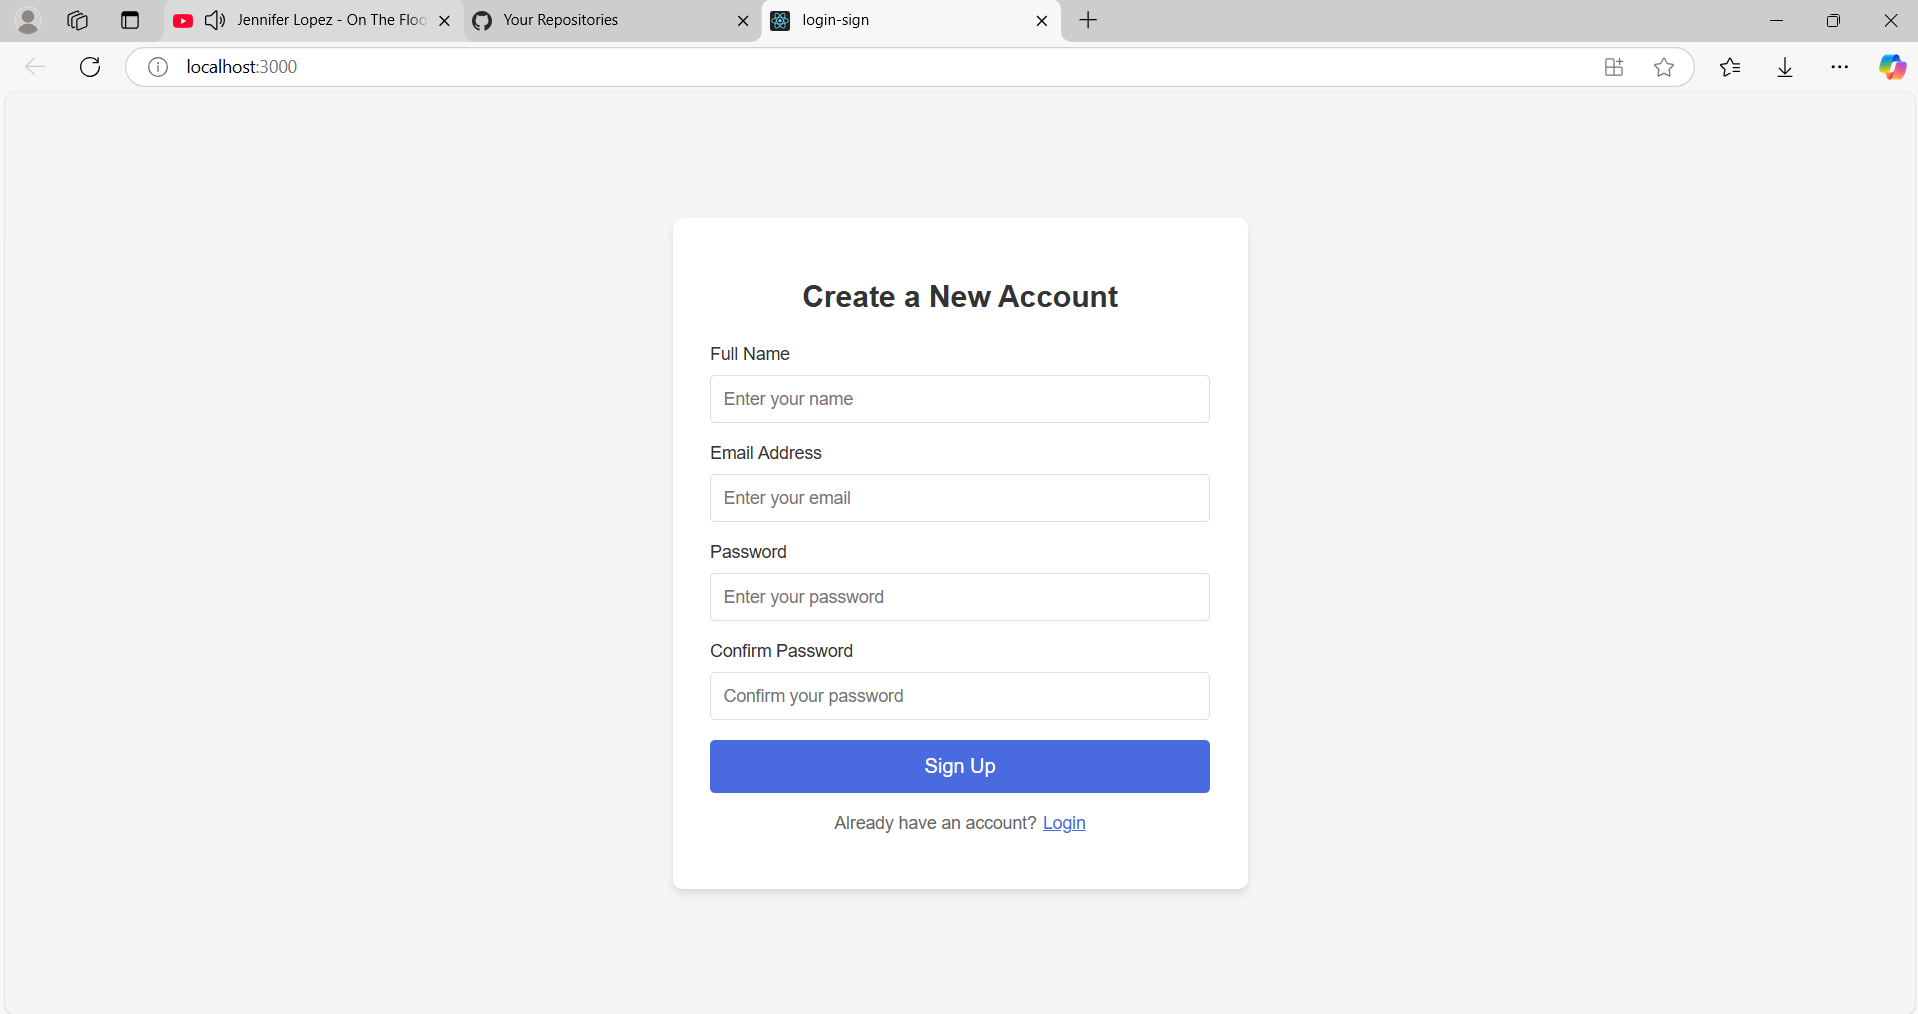 Jennifer Lopez - On The Floo
Your Repositories
login-sign
localhost:3000
Create a New Account
Full Name
Enter your name
Email Address
Enter your email
Password
Enter your password
Confirm Password
Confirm your password
Sign Up
Already have an account? Login